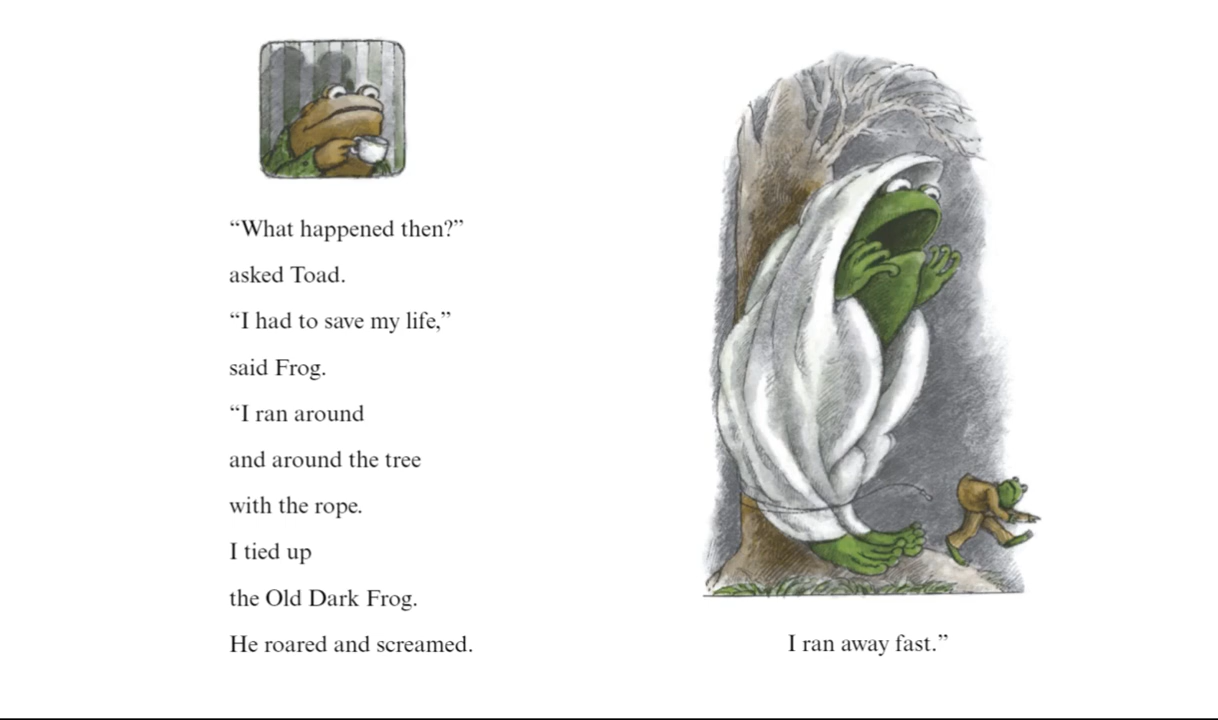 “What happened then?”
asked Toad.
“I had to save my life,”
said Frog.
“I ran around
and around the tree
with the rope.
I tied up
the Old Dark Frog.
He roared and screamed.
I ran away fast.”